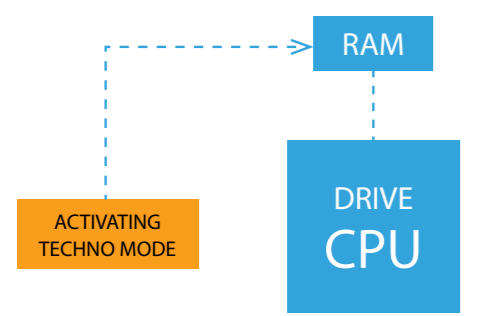 RAM
ACTIVATING
TECHNO MODE
DRIVE
CPU